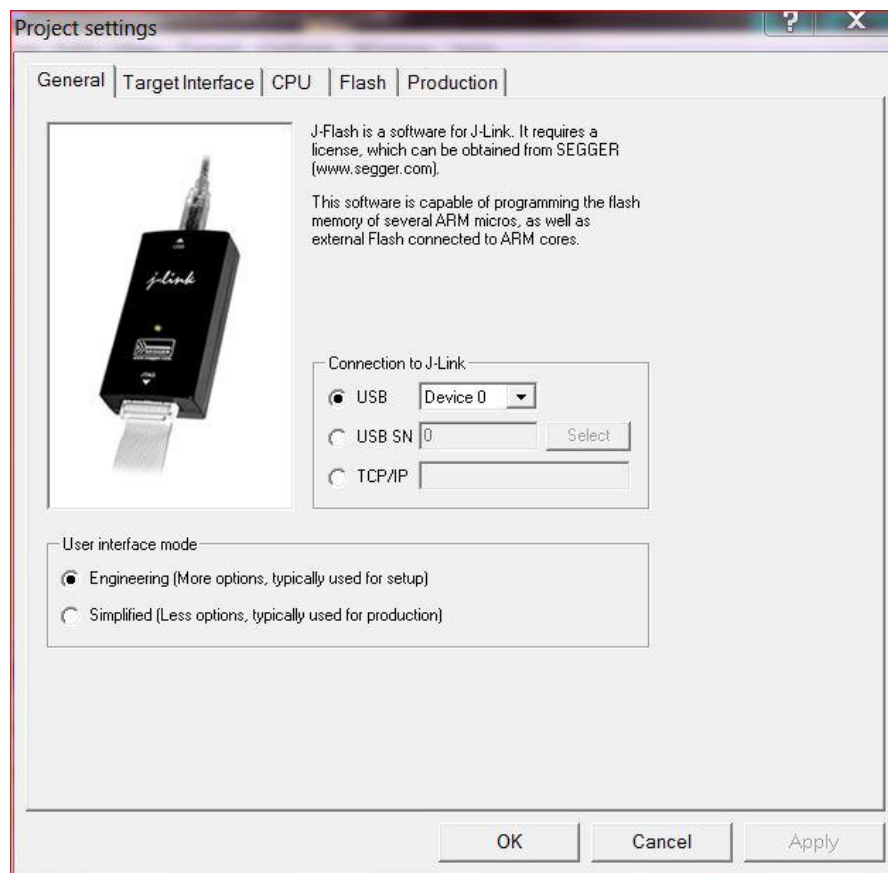 Project settings
?
X
General
Target Interface
CPU
Flash
Production
J-Flash is a software for J-Link. It requires a
license, which can be obtained from SEGGER
(www.segger.com).
This software is capable of programming the flash
memory of several ARM micros, as well as
external Flash connected to ARM cores.
j-link
SEGGER
Connection to J-Link
USB
Device 0
USB SN
0
Select
TCP/IP
User interface mode
Engineering (More options, typically used for setup)
Simplified (Less options, typically used for production)
OK
Cancel
Apply